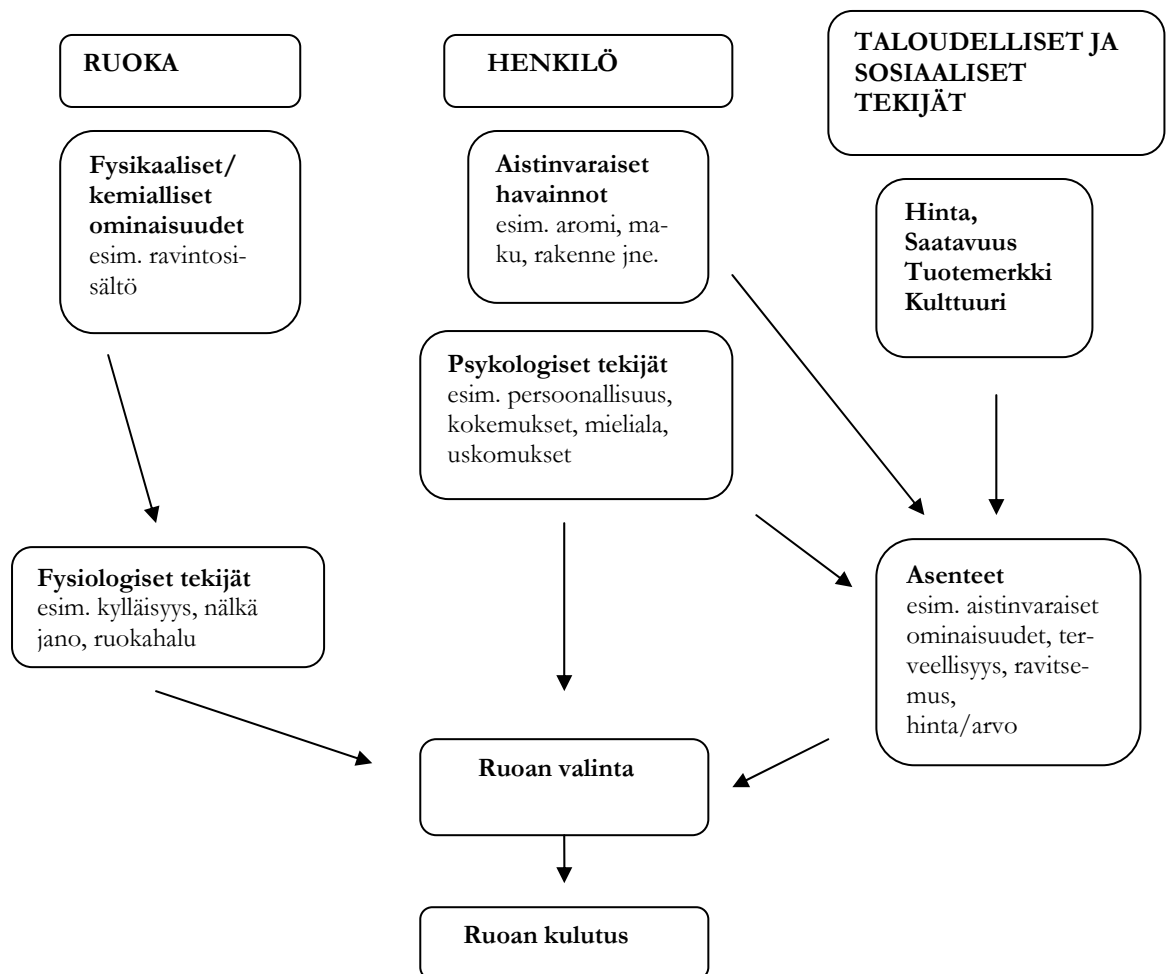 RUOKA
HENKILÖ
TALOUDELLISET JA
SOSIAALISET
TEKIJÄT
Fysikaaliset/
kemialliset
ominaisuudet
esim. ravintosi-
sältö
Aistinvaraiset
havainnot
esim. aromi, ma-
ku, rakenne jne.
Hinta,
Saatavuus
Tuotemerkki
Kulttuuri
Psykologiset tekijät
esim. persoonallisuus,
kokemukset, mieliala,
uskomukset
Fysiologiset tekijät
esim. kylläisyys, nälkä
jano, ruokahalu
Asenteet
esim. aistinvaraiset
ominaisuudet, ter-
veellisyys, ravitse-
mus,
hinta/arvo
Ruoan valinta
Ruoan kulutus